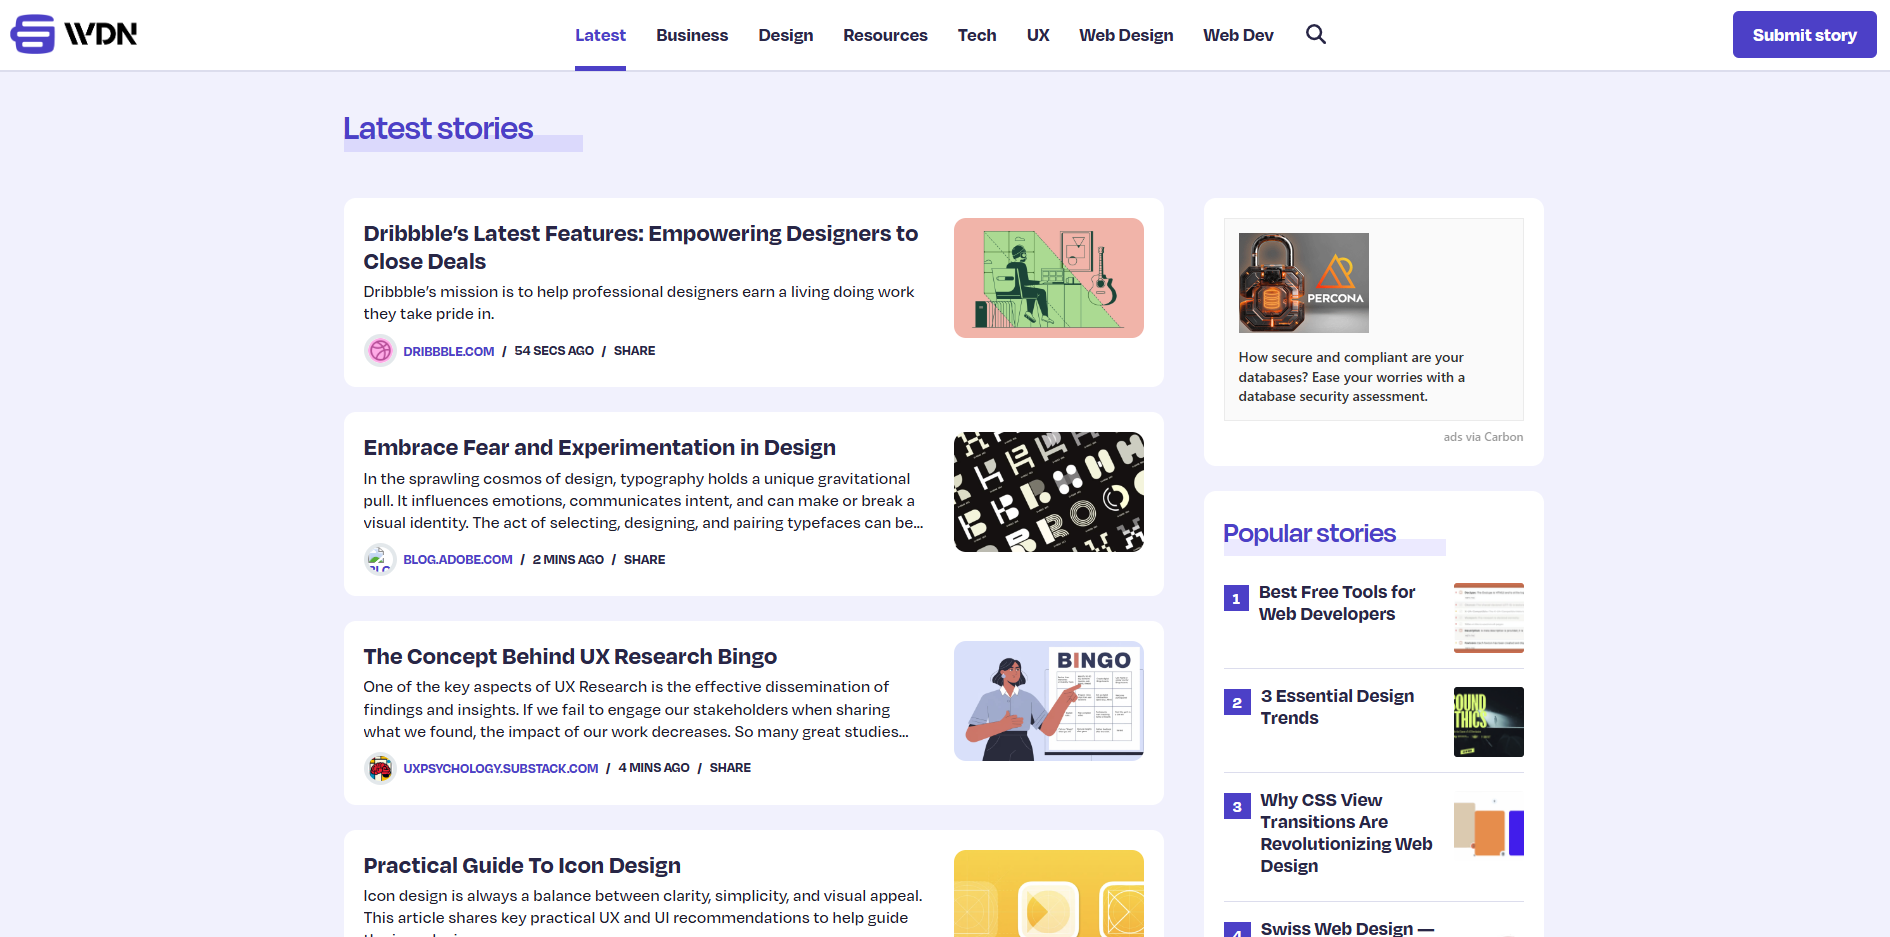 WDN
Latest Business Design Resources Tech UX Web Design Web Dev
Submit story
Latest stories
Dribbble’s Latest Features: Empowering Designers to
Close Deals
Dribbble’s mission is to help professional designers earn a living doing work
they take pride in.
DRIBBBLE.COM / 54 SECS AGO / SHARE
Embrace Fear and Experimentation in Design
In the sprawling cosmos of design, typography holds a unique gravitational
pull. It influences emotions, communicates intent, and can make or break a
visual identity. The act of selecting, designing, and pairing typefaces can be...
BLOG.ADOBE.COM / 2 MINS AGO / SHARE
The Concept Behind UX Research Bingo
One of the key aspects of UX Research is the effective dissemination of
findings and insights. If we fail to engage our stakeholders when sharing
what we found, the impact of our work decreases. So many great studies...
BINGO
UXPSYCHOLOGY.SUBSTACK.COM / 4 MINS AGO / SHARE
Practical Guide To Icon Design
Icon design is always a balance between clarity, simplicity, and visual appeal.
This article shares key practical UX and UI recommendations to help guide
PERCONA
How secure and compliant are your
databases? Ease your worries with a
database security assessment.
ads via Carbon
Popular stories
1 Best Free Tools for
Web Developers
2 3 Essential Design
Trends
3 Why CSS View
Transitions Are
Revolutionizing Web
Design
4 Swiss Web Design —